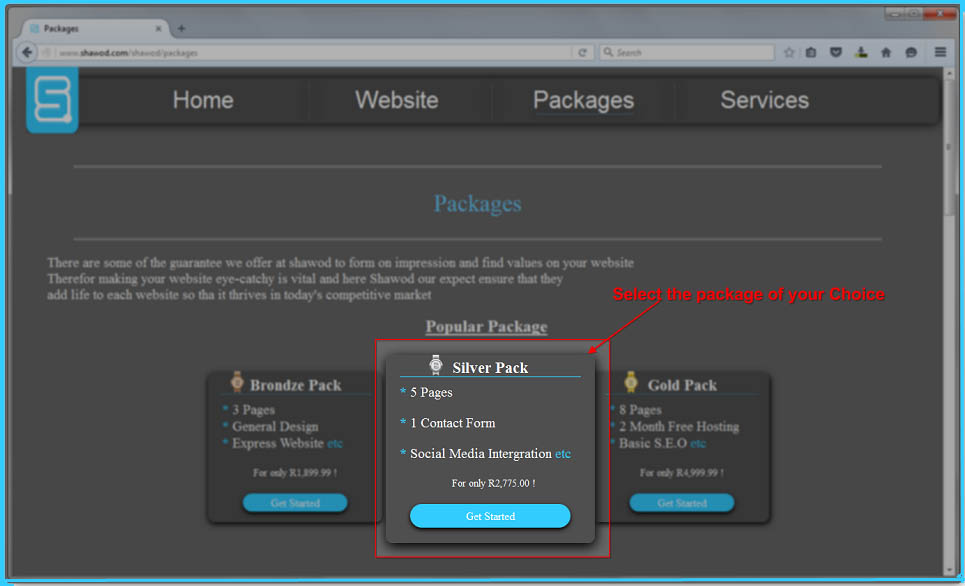 Packages
www.shawod.com/shawod/packages
Search
Home Website Packages Services
Packages
There are some of the guarantee we offer at shawod to form on impression and find values on your website
Therefor making your website eye-catchy is vital and here Shawod our expect ensure that they
add life to each website so tha it thrives in today's competitive market
Select the package of your Choice
Popular Package
Brondze Pack
* 3 Pages
* General Design
* Express Website etc
For only R1,899.99 !
Get Started
Silver Pack
* 5 Pages
* 1 Contact Form
* Social Media Intergration etc
For only R2,775.00 !
Get Started
Gold Pack
* 8 Pages
* 2 Month Free Hosting
* Basic S.E.O etc
For only R4,999.99 !
Get Started